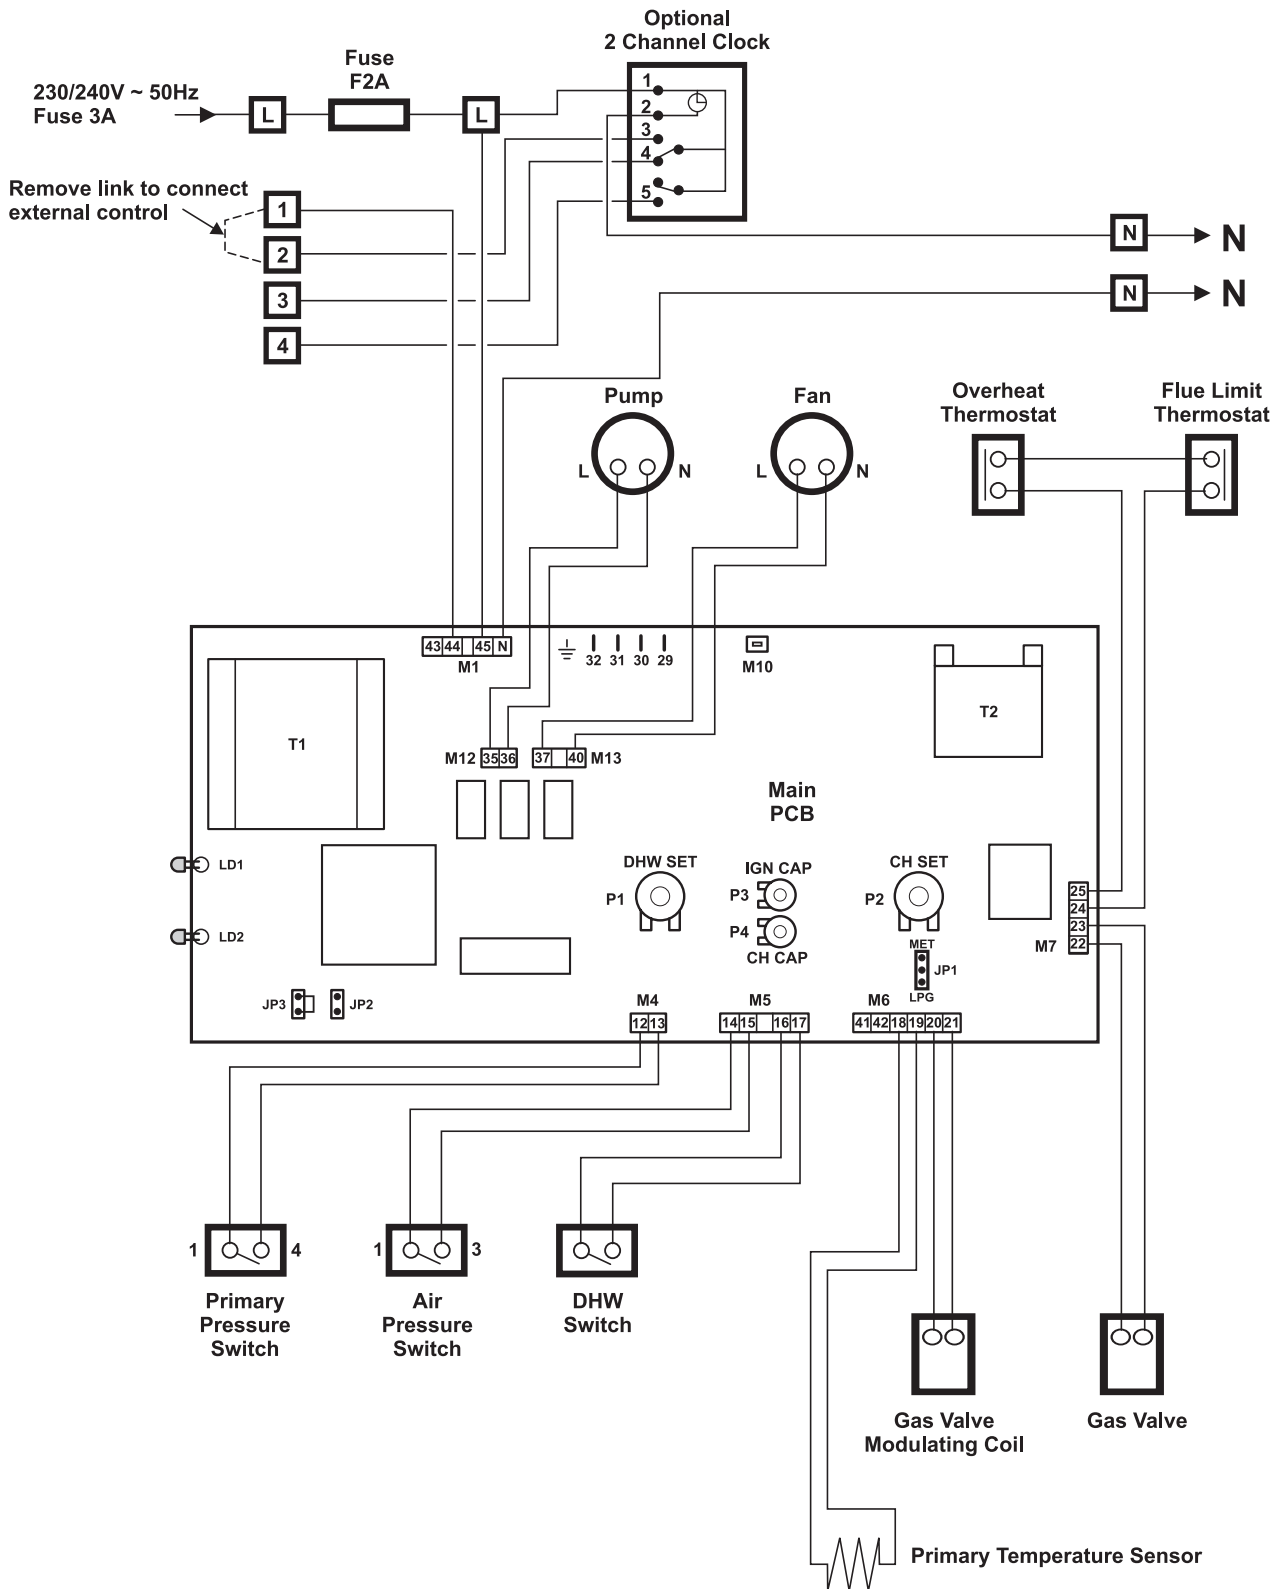 Optional
2 Channel Clock
Fuse
F2A
230/240V ~ 50Hz
Fuse 3A
L
L
1
2
3
4
5
Remove link to connect
external control
1
2
3
4
N
N
N
N
Pump
L
N
Fan
L
N
Overheat
Thermostat
Flue Limit
Thermostat
43 44 45 N
M1
32 31 30 29
M10
T1
T2
M12 35 36
37 40 M13
Main
PCB
LD1
LD2
DHW SET
P1
IGN CAP
P3
P4
CH CAP
CH SET
P2
MET
JP1
LPG
25
24
23
22
M7
JP3
JP2
M4
12 13
M5
14 15 16 17
M6
41 42 18 19 20 21
1 4
Primary
Pressure
Switch
1 3
Air
Pressure
Switch
DHW
Switch
Gas Valve
Modulating Coil
Gas Valve
Primary Temperature Sensor